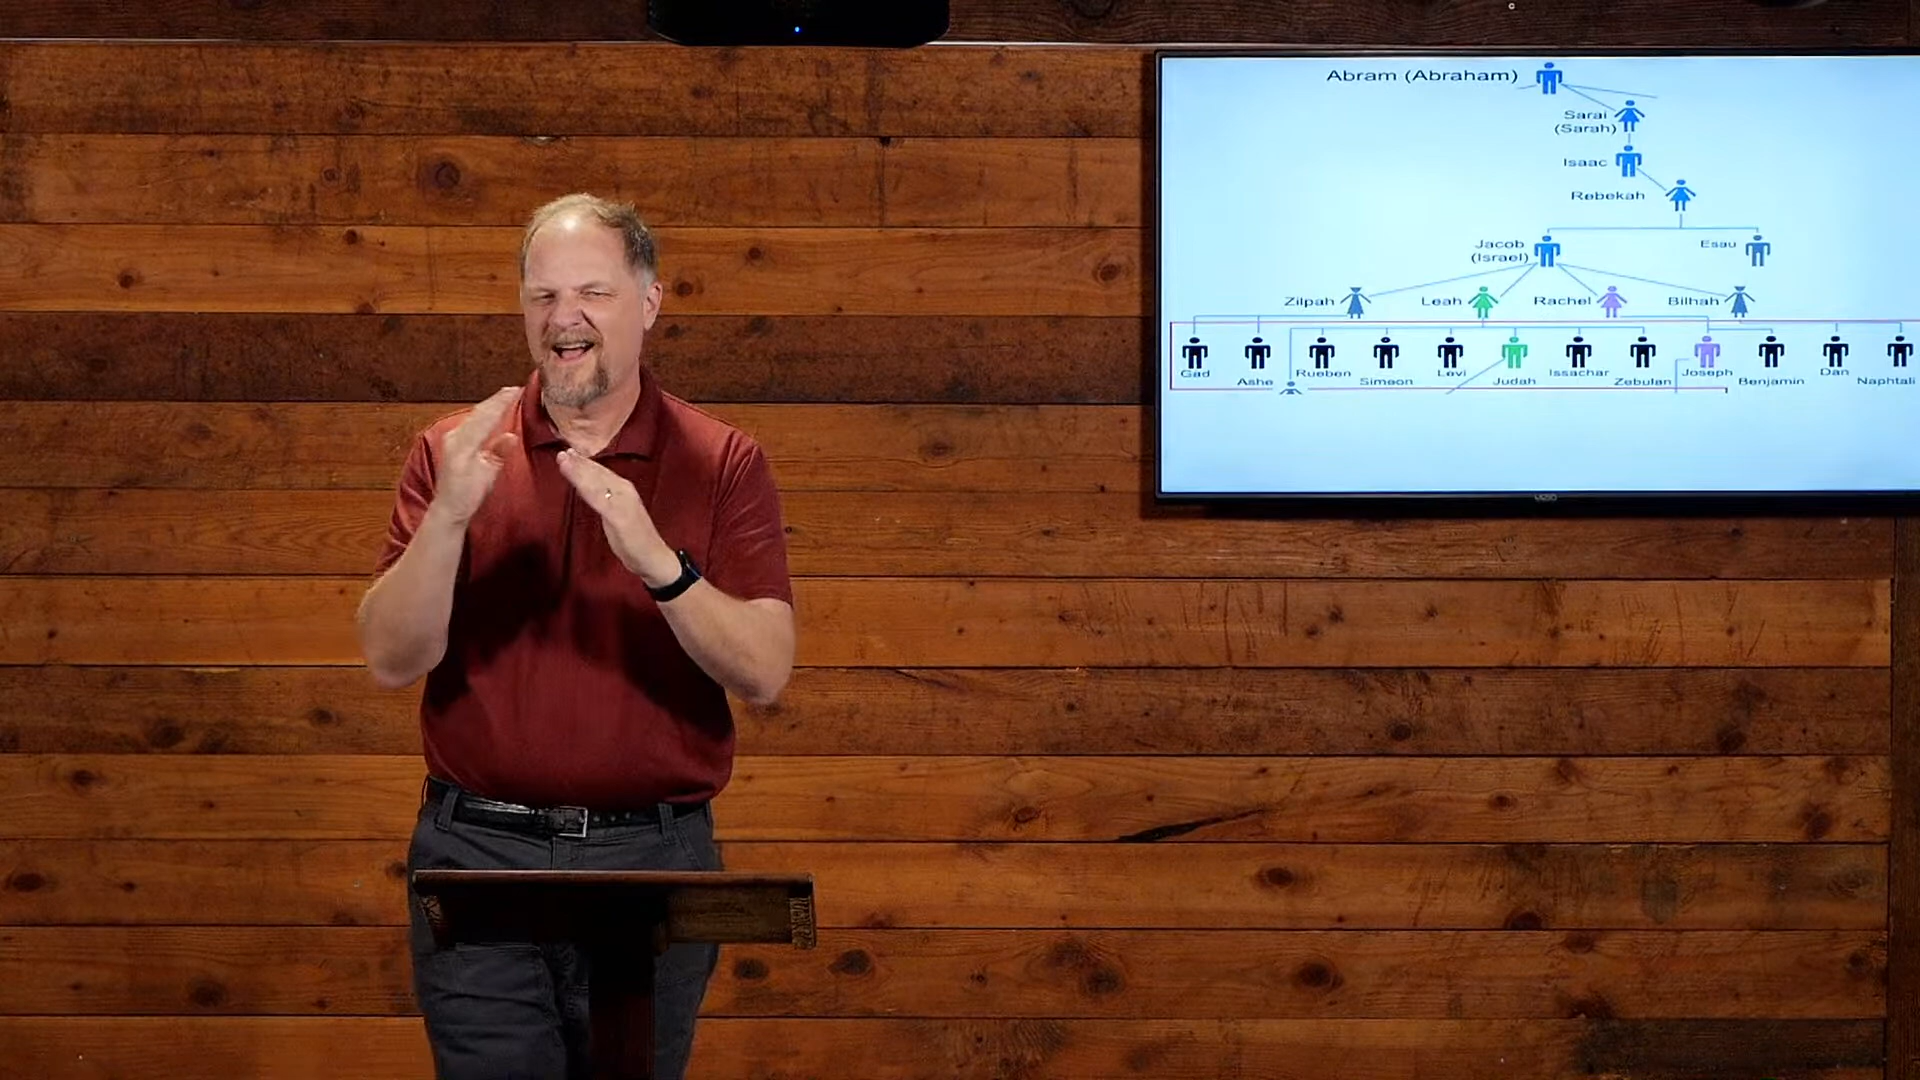 Abram (Abraham)
Sarai
(Sarah)
Isaac
Rebekah
Jacob
(Israel)
Esau
Zilpah
Leah
Rachel
Bilhah
Gad
Ashe
Rueben
Simeon
Levi
Judah
Issachar
Zebulan
Joseph
Benjamin
Dan
Naphtali
VIZIO